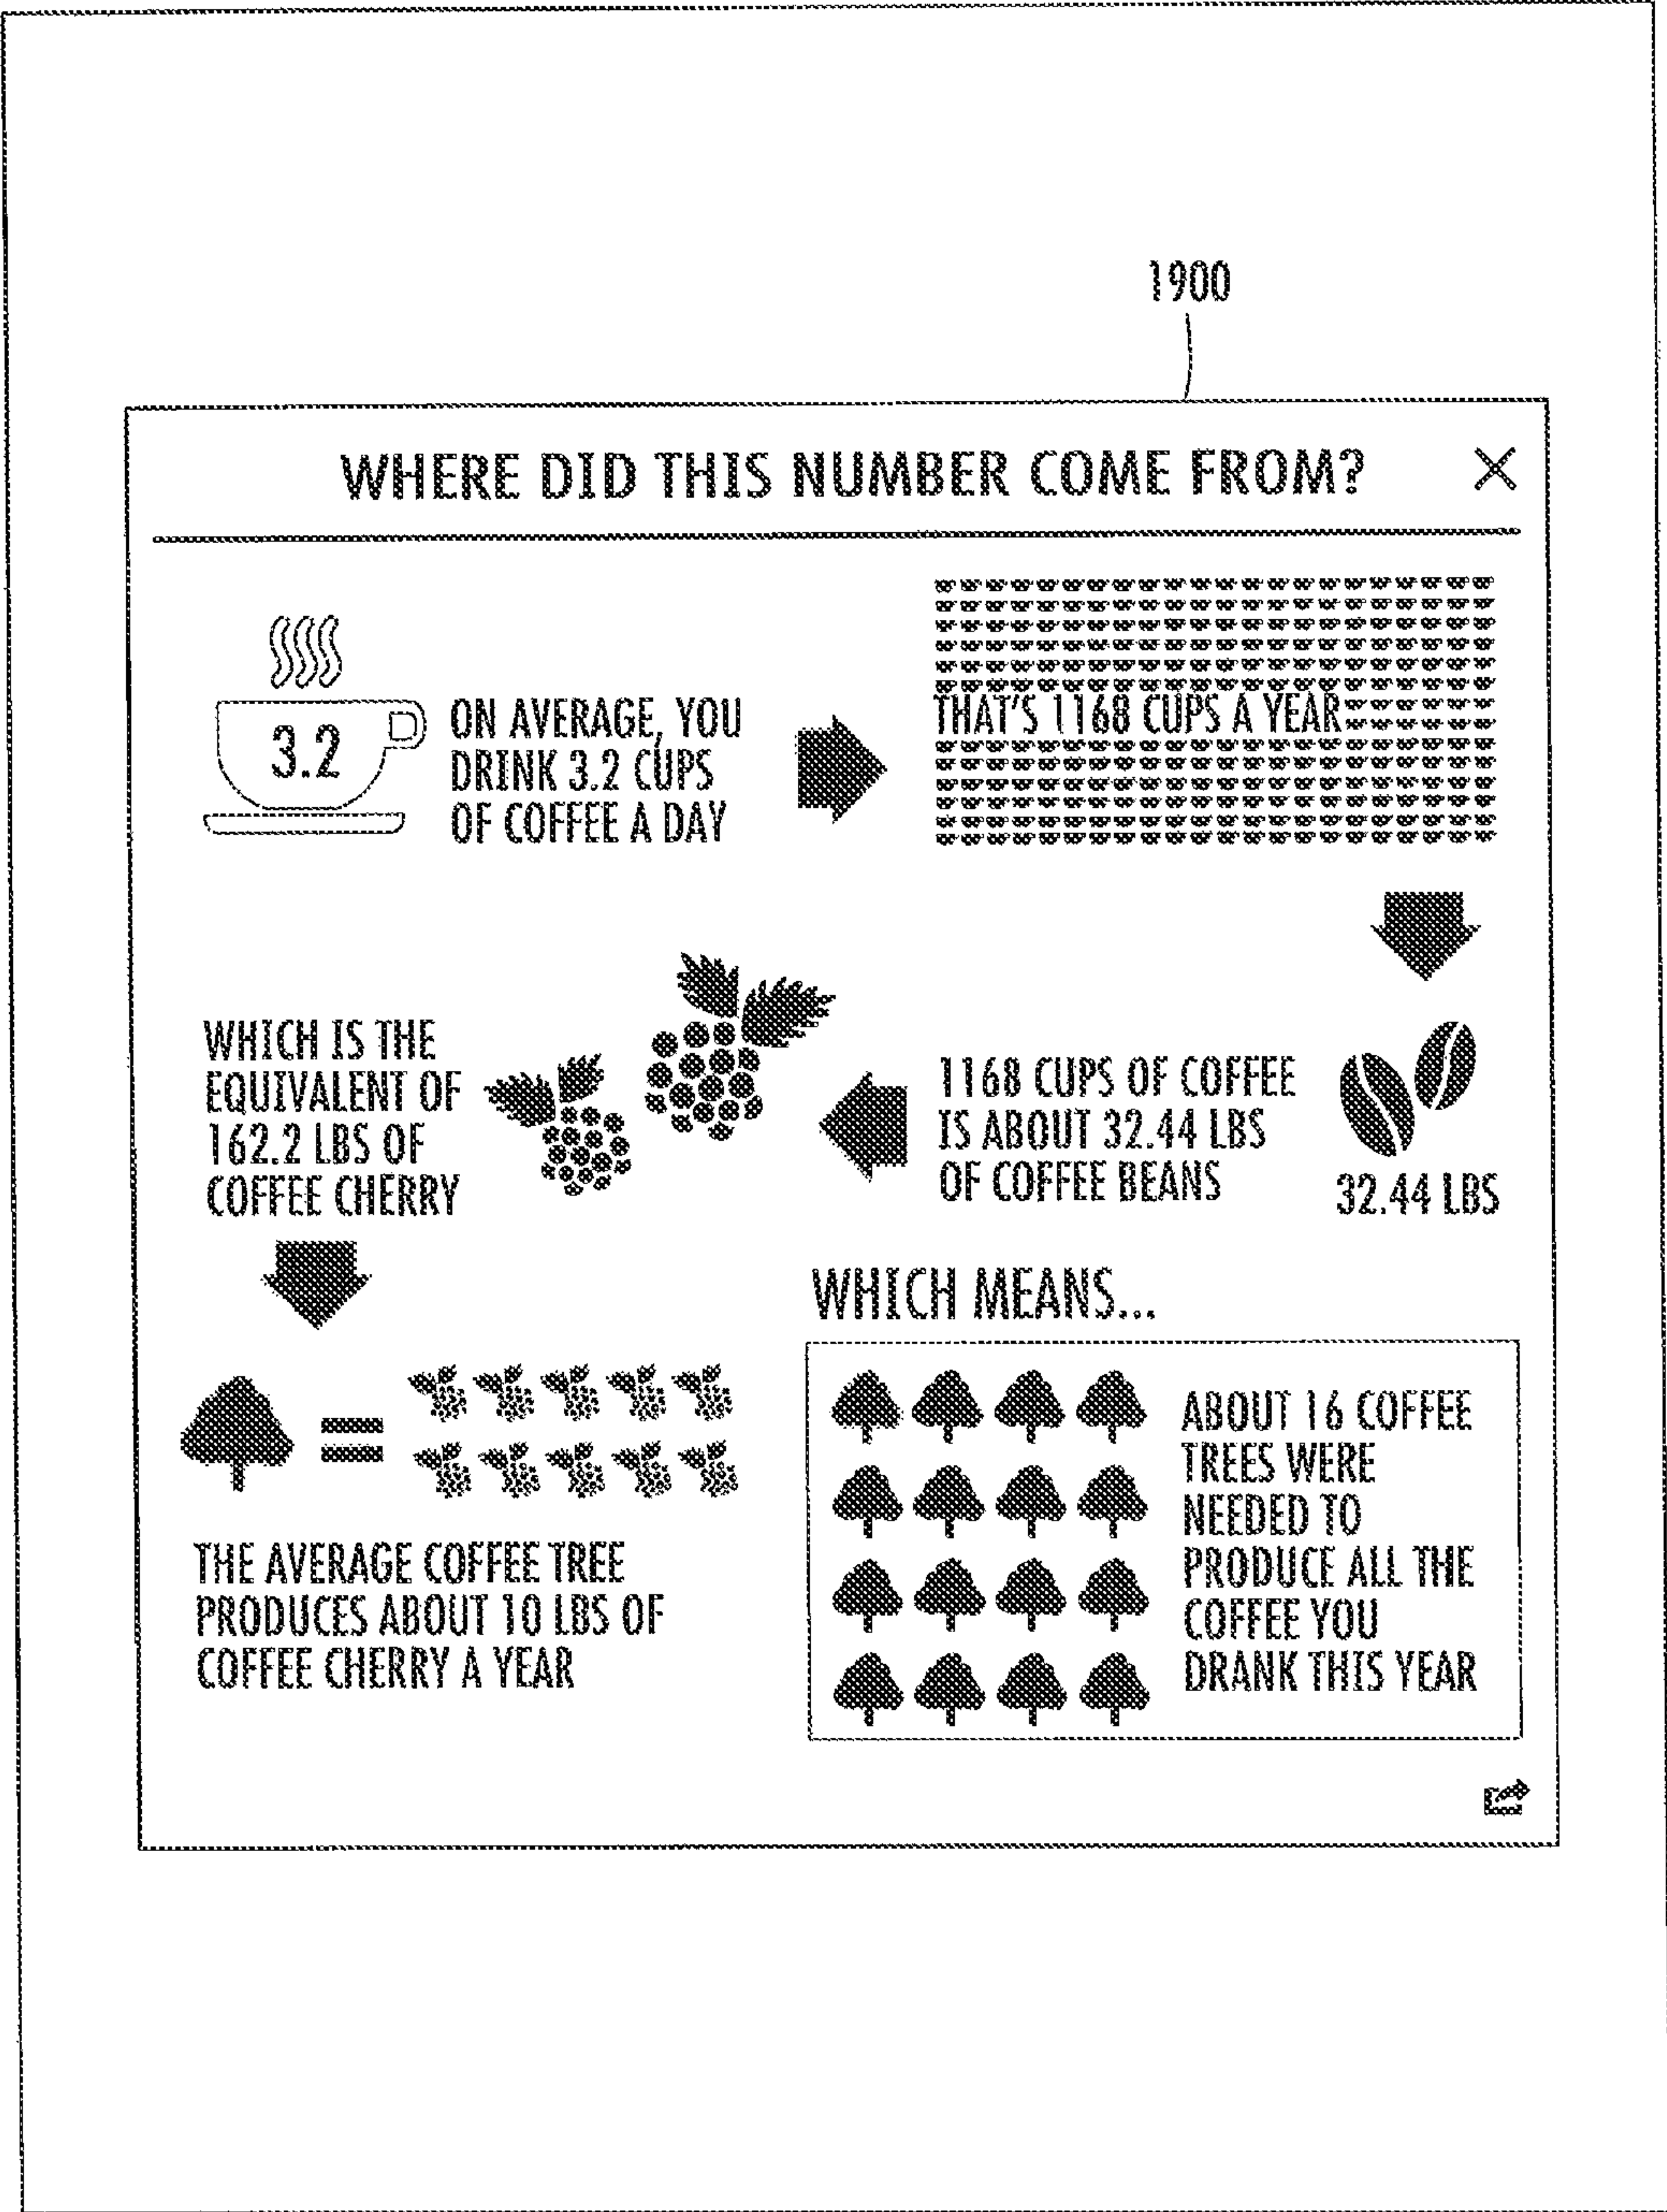 1900
WHERE DID THIS NUMBER COME FROM?
3.2
ON AVERAGE, YOU
DRINK 3.2 CUPS
OF COFFEE A DAY
THAT'S 1168 CUPS A YEAR
1168 CUPS OF COFFEE
IS ABOUT 32.44 LBS
OF COFFEE BEANS
32.44 LBS
WHICH IS THE
EQUIVALENT OF
162.2 LBS OF
COFFEE CHERRY
THE AVERAGE COFFEE TREE
PRODUCES ABOUT 10 LBS OF
COFFEE CHERRY A YEAR
WHICH MEANS...
ABOUT 16 COFFEE
TREES WERE
NEEDED TO
PRODUCE ALL THE
COFFEE YOU
DRANK THIS YEAR